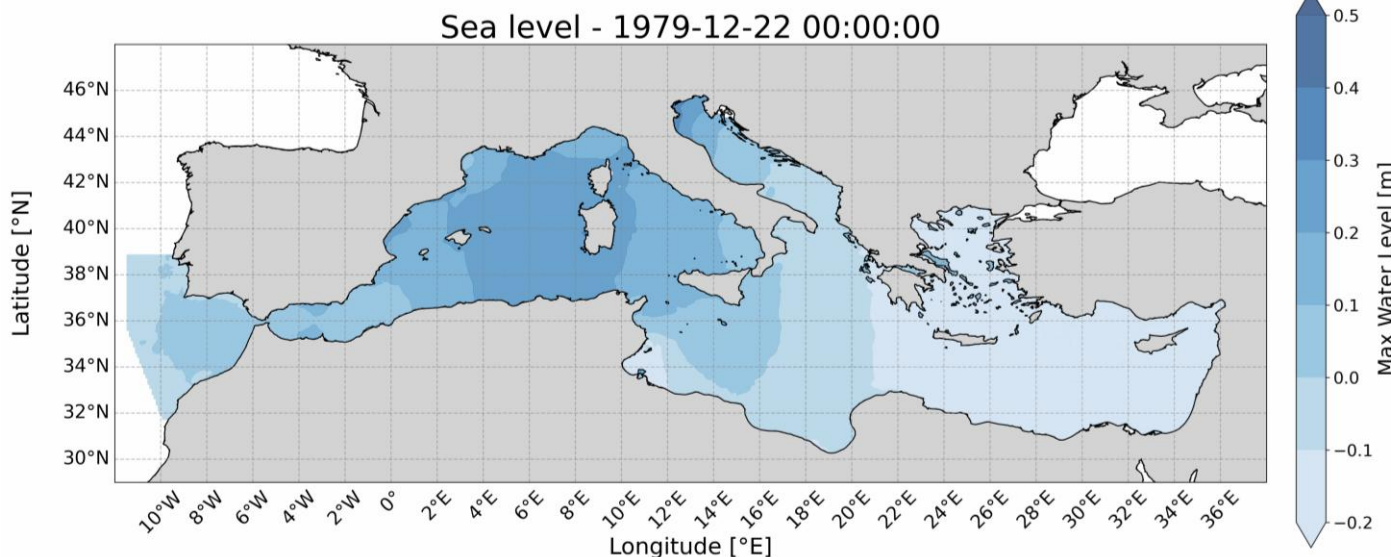 Sea level - 1979-12-22 00:00:00
Latitude [°N]
46°N
44°N
42°N
40°N
38°N
36°N
34°N
32°N
30°N
10°W
8°W
6°W
4°W
2°W
0°
2°E
4°E
6°E
8°E
10°E
12°E
14°E
16°E
18°E
20°E
22°E
24°E
26°E
28°E
30°E
32°E
34°E
36°E
Longitude [°E]
0.5
0.4
0.3
0.2
0.1
0.0
−0.1
−0.2
Max Water Level [m]